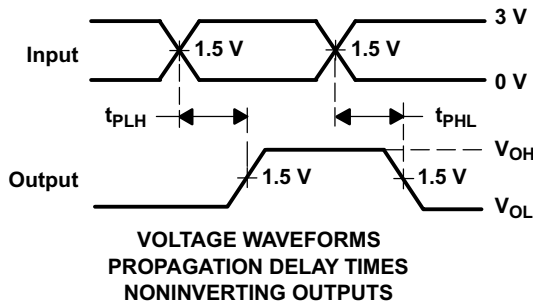 3 V
Input
1.5 V
1.5 V
0 V
tPLH
tPHL
VOH
Output
1.5 V
1.5 V
VOL
VOLTAGE WAVEFORMS
PROPAGATION DELAY TIMES
NONINVERTING OUTPUTS